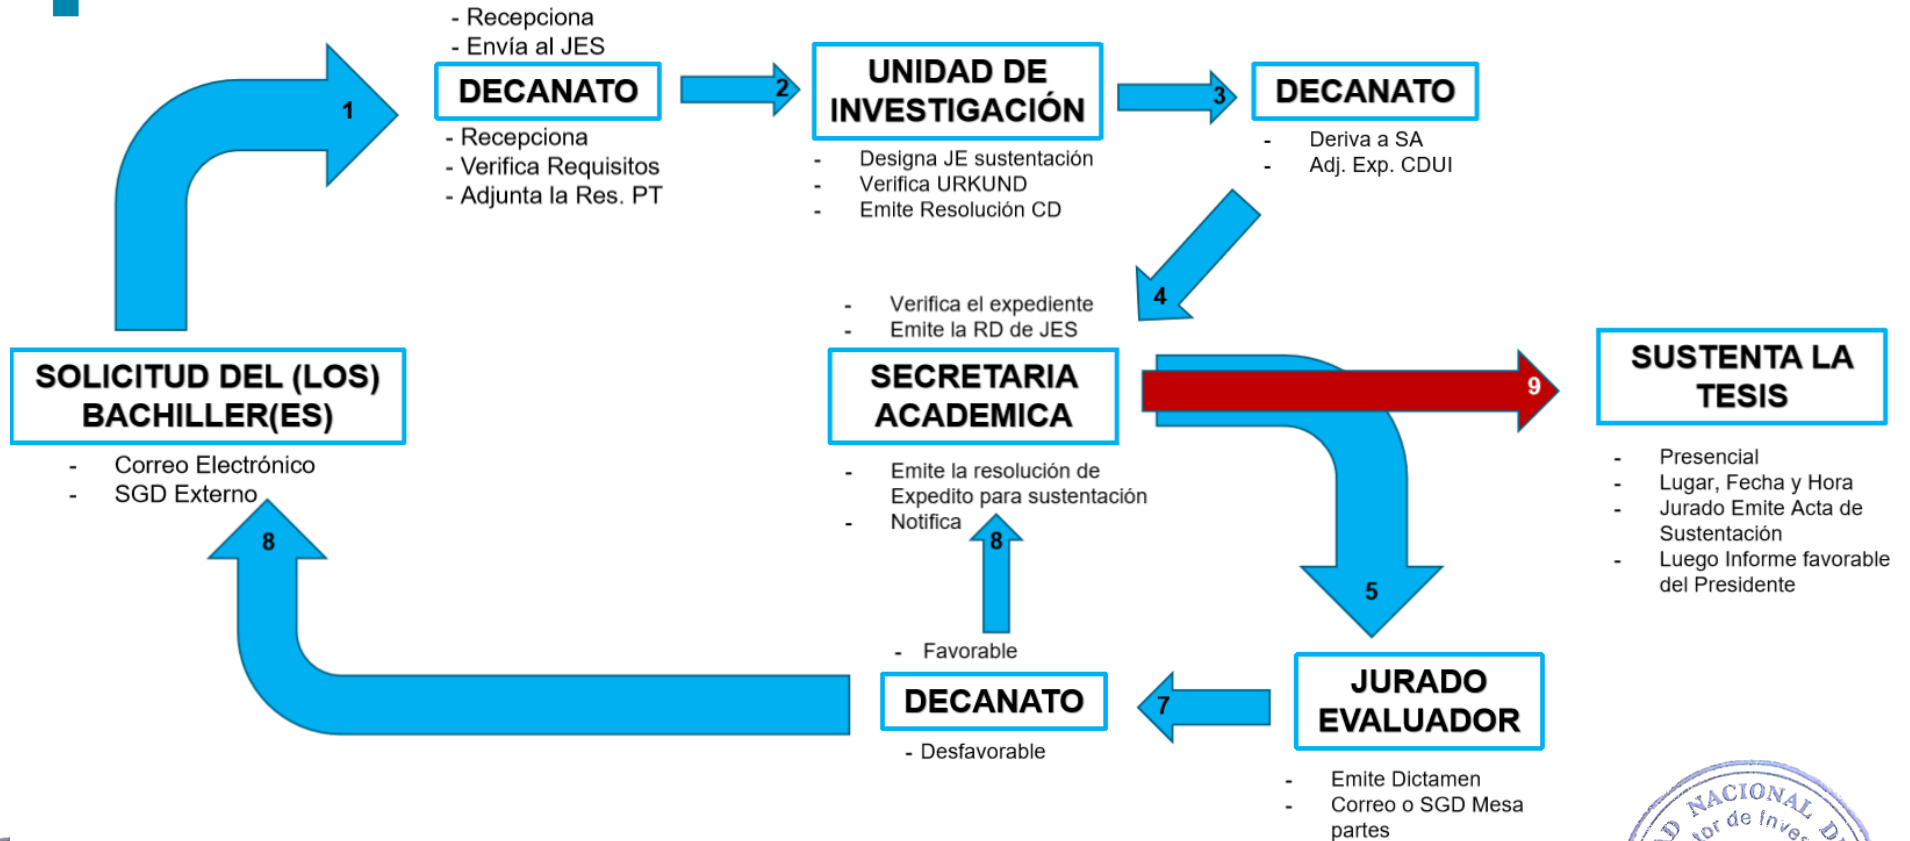 - Recepciona
- Envía al JES
DECANATO
- Recepciona
- Verifica Requisitos
- Adjunta la Res. PT
1
2
UNIDAD DE
INVESTIGACIÓN
- Designa JE sustentación
- Verifica URKUND
- Emite Resolución CD
3
DECANATO
- Deriva a SA
- Adj. Exp. CDUI
4
- Verifica el expediente
- Emite la RD de JES
SECRETARIA
ACADEMICA
- Emite la resolución de
Expedito para sustentación
- Notifica
9
SUSTENTA LA
TESIS
- Presencial
- Lugar, Fecha y Hora
- Jurado Emite Acta de
Sustentación
- Luego Informe favorable
del Presidente
SOLICITUD DEL (LOS)
BACHILLER(ES)
- Correo Electrónico
- SGD Externo
8
8
5
- Favorable
DECANATO
- Desfavorable
7
JURADO
EVALUADOR
- Emite Dictamen
- Correo o SGD Mesa
partes
NACIONAL
de